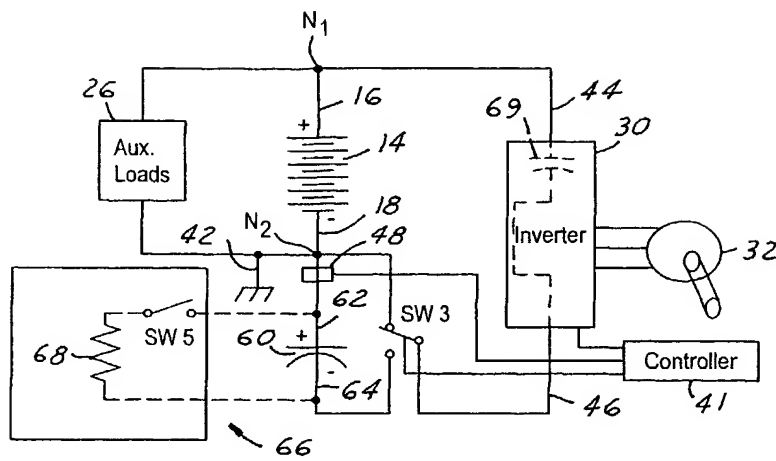 N1
26
16
44
+
69
30
Aux.
Loads
14
-
18
N2
42
48
Inverter
32
62
SW 5
SW 3
68
60
+
-
64
Controller
46
41
66